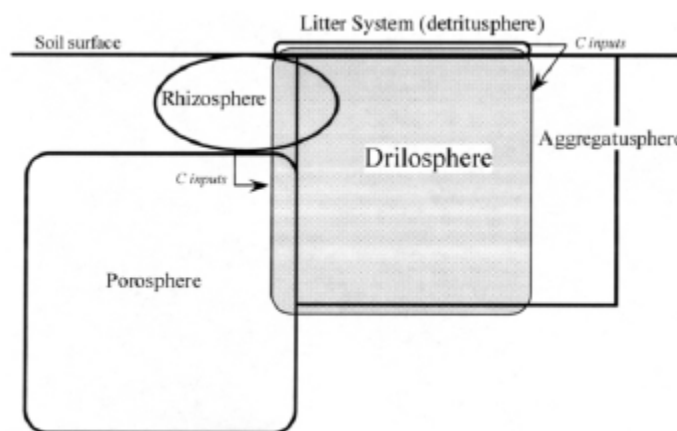 Litter System (detritusphere)
Soil surface
C inputs
Rhizosphere
Drilosphere
Aggregatusphere
C inputs
Porosphere